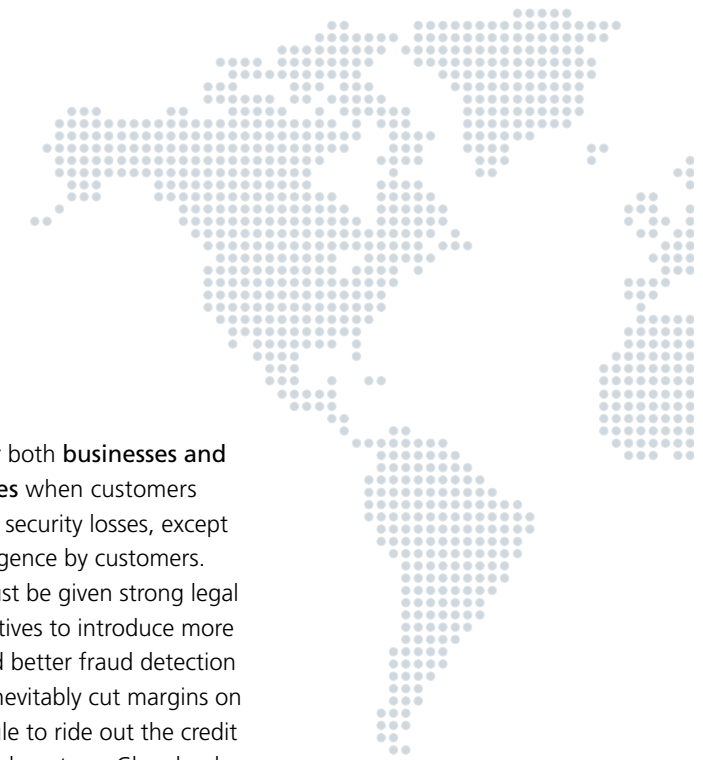 r both businesses and
es when customers
security losses, except
gence by customers.
ust be given strong legal
tives to introduce more
d better fraud detection
nevitably cut margins on
le to ride out the credit